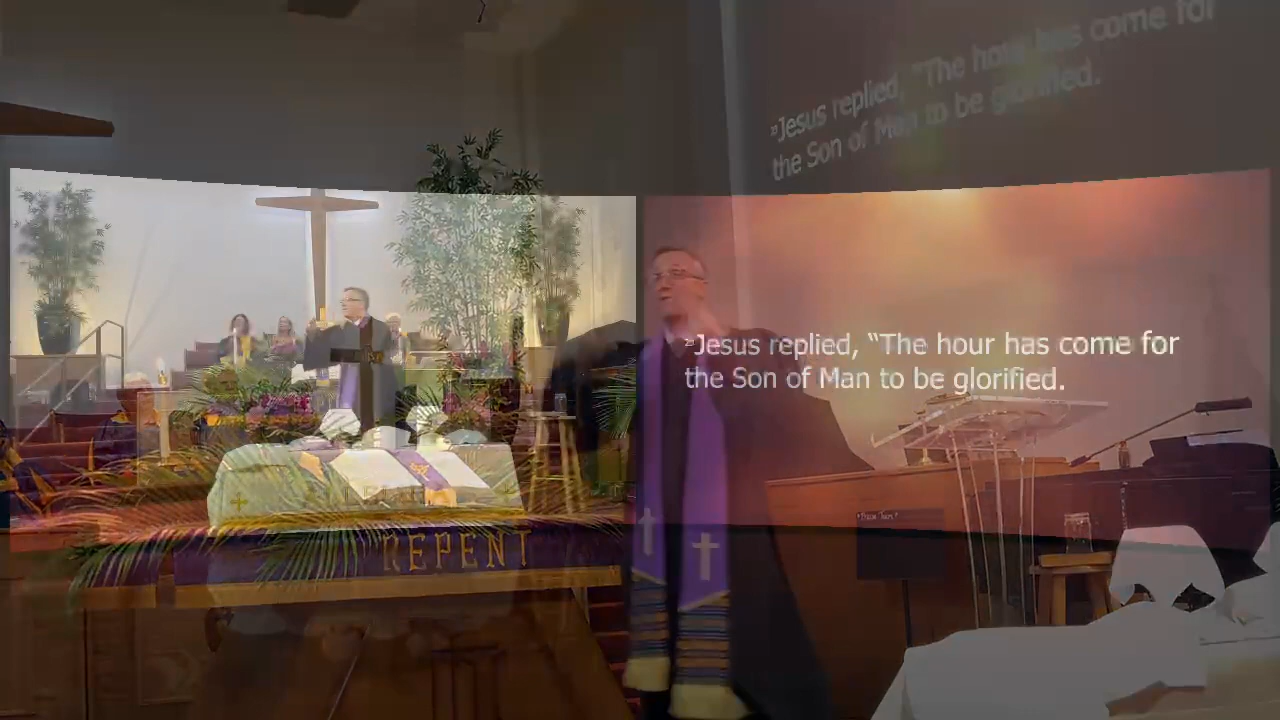 Jesus replied, “The hour has come for
the Son of Man to be glorified.
²³Jesus replied, “The hour has come for
the Son of Man to be glorified.
REPENT